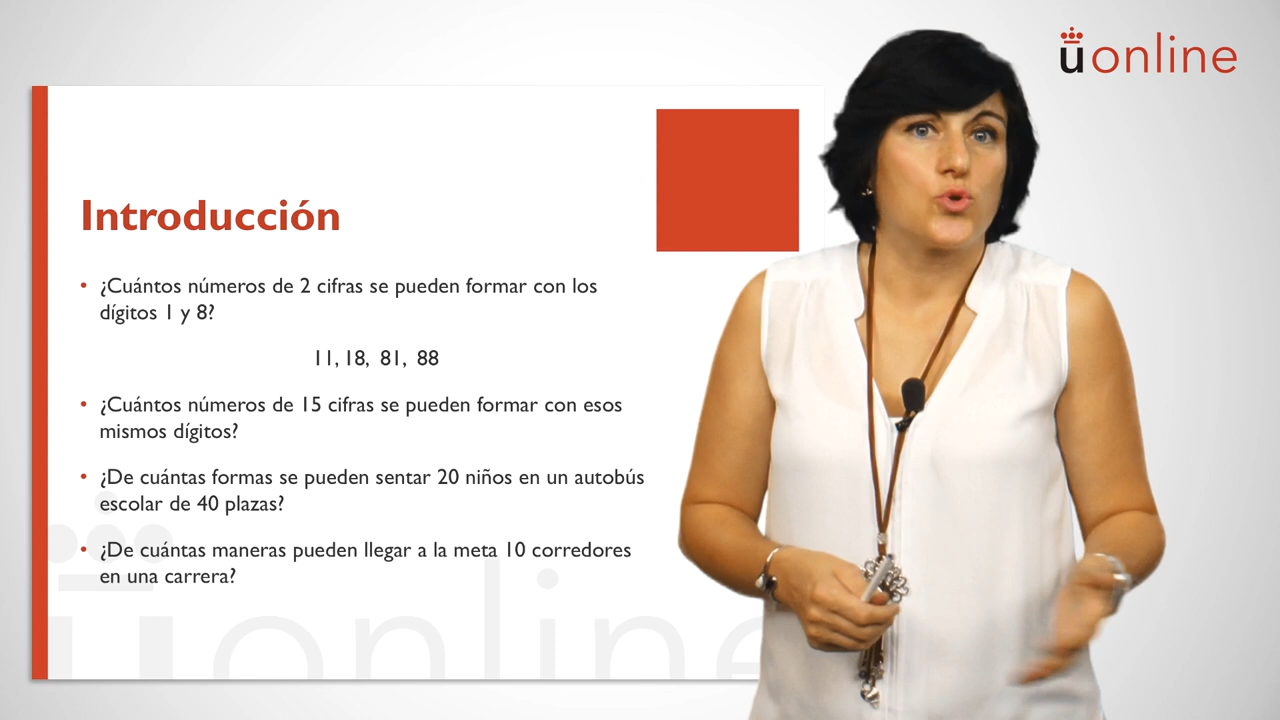 uonline
Introducción
• ¿Cuántos números de 2 cifras se pueden formar con los
dígitos 1 y 8?
11, 18, 81, 88
• ¿Cuántos números de 15 cifras se pueden formar con esos
mismos dígitos?
• ¿De cuántas formas se pueden sentar 20 niños en un autobús
escolar de 40 plazas?
• ¿De cuántas maneras pueden llegar a la meta 10 corredores
en una carrera?
uonline